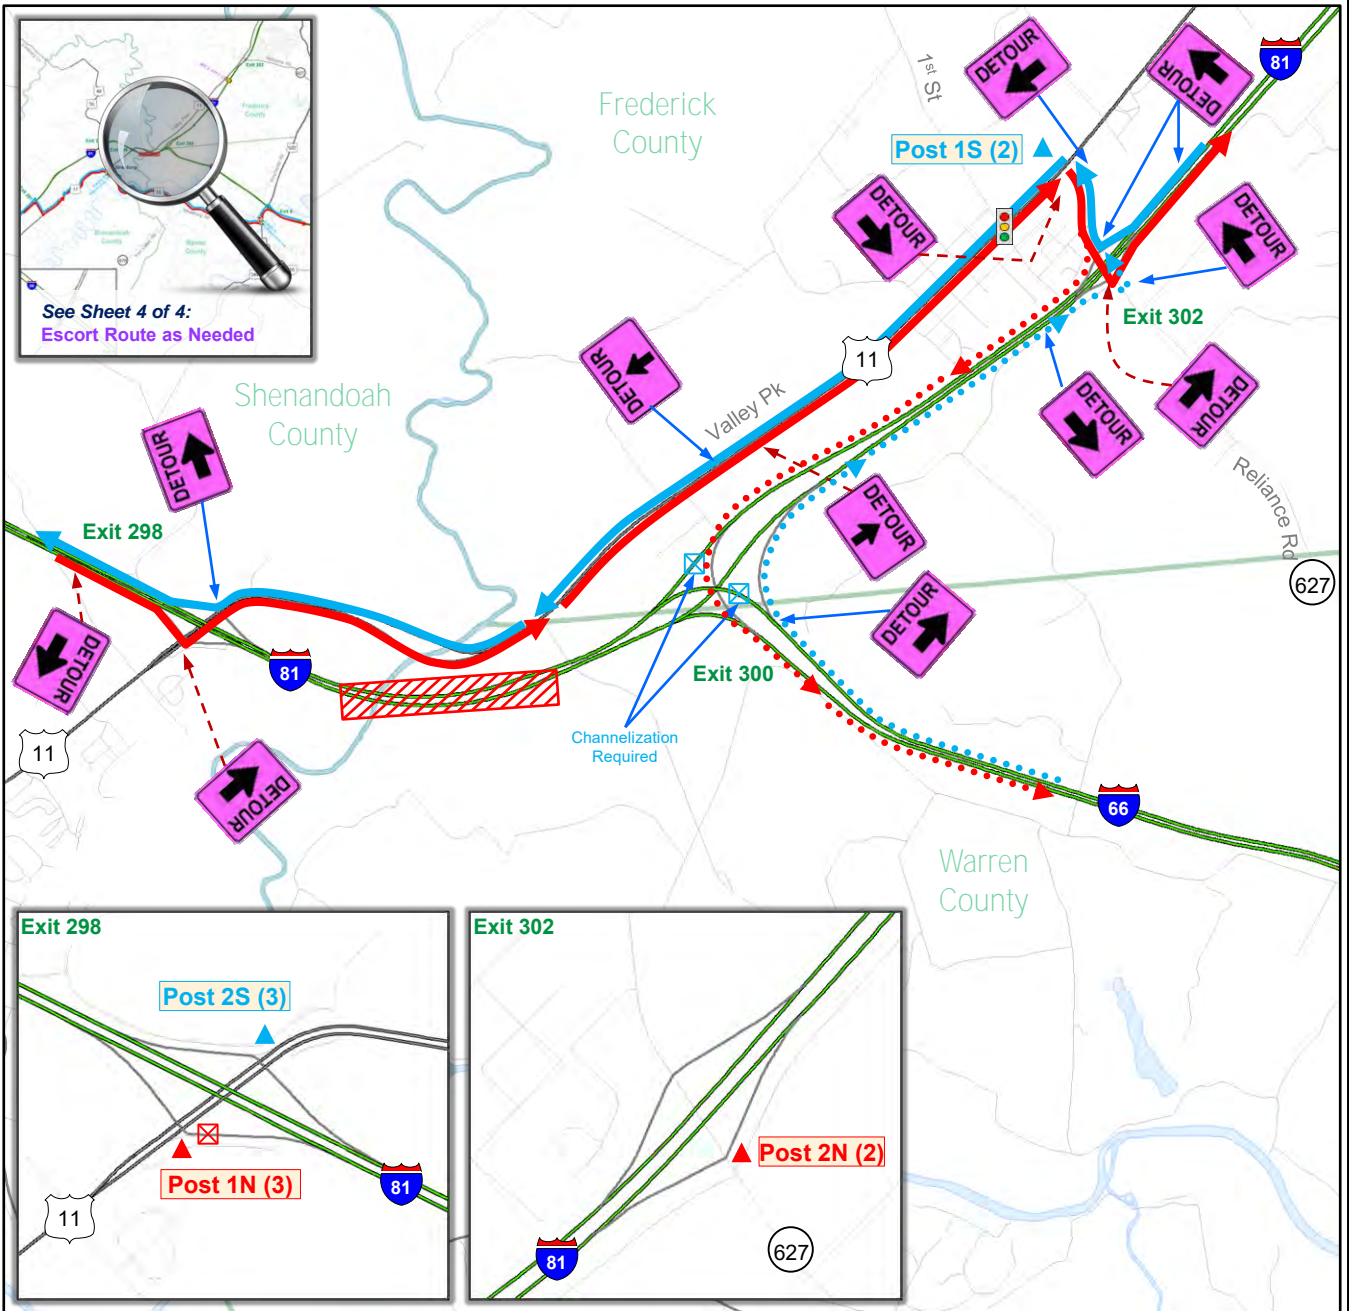 See Sheet 4 of 4:
Escort Route as Needed
Frederick
County
1st St
DETOUR
DETOUR
81
Post 1S (2)
DETOUR
DETOUR
Exit 302
11
DETOUR
Valley Pk
Shenandoah
County
DETOUR
DETOUR
DETOUR
Reliance Rd
627
DETOUR
Exit 298
DETOUR
DETOUR
81
Exit 300
Channelization
Required
11
DETOUR
66
Warren
County
Exit 298
Post 2S (3)
Post 1N (3)
81
11
Exit 302
Post 2N (2)
81
627